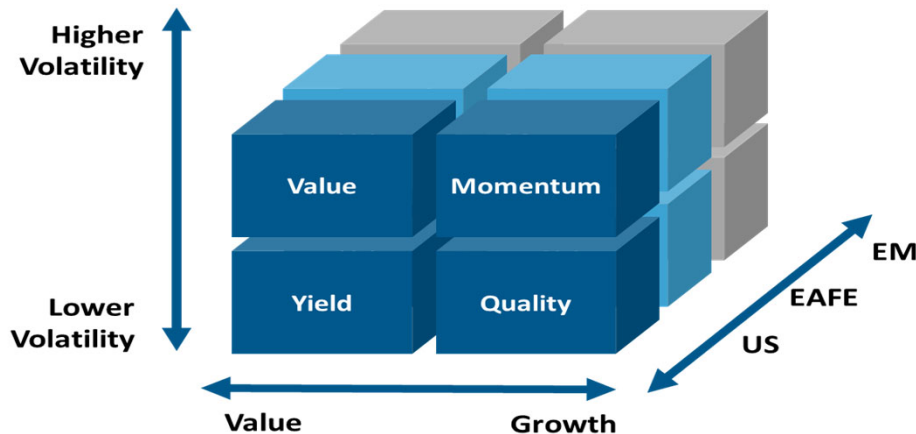 Higher
Volatility
Value
Momentum
Yield
Quality
Lower
Volatility
EM
EAFE
US
Value
Growth